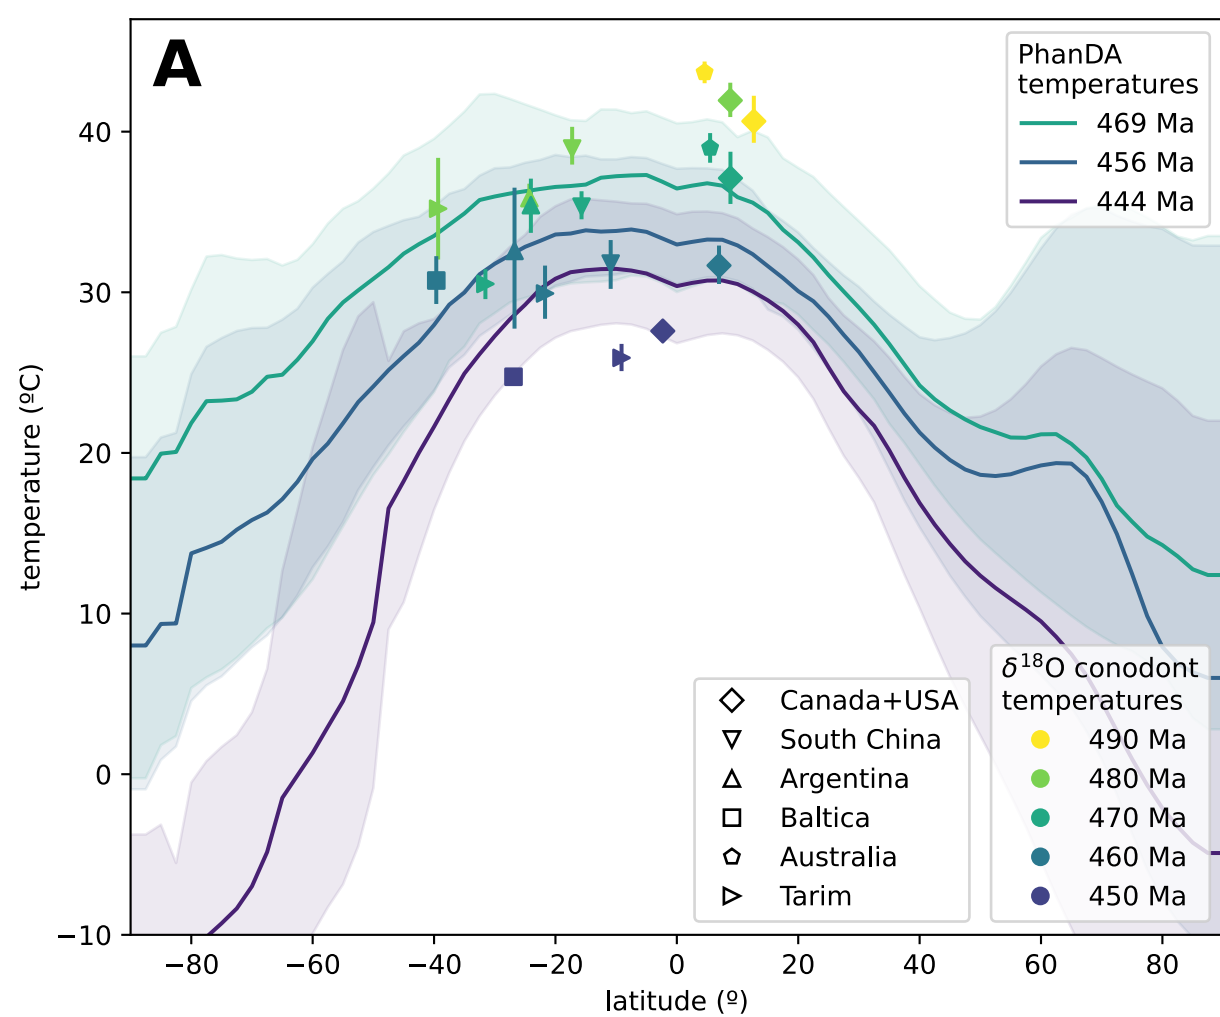 A
PhanDA
temperatures
469 Ma
456 Ma
444 Ma
temperature (ºC)
40
30
20
10
0
−10
Canada+USA
South China
Argentina
Baltica
Australia
Tarim
δ¹⁸O conodont
temperatures
490 Ma
480 Ma
470 Ma
460 Ma
450 Ma
−80
−60
−40
−20
0
20
40
60
80
latitude (º)